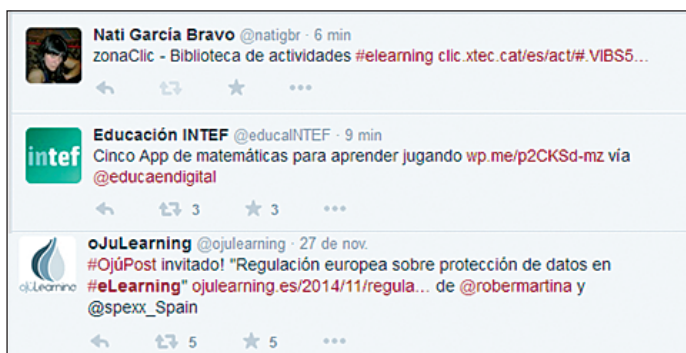 Nati García Bravo @natigbr · 6 min
zonaClic - Biblioteca de actividades #elearning clic.xtec.cat/es/act/#.VIBS5...
intef
Educación INTEF @educaINTEF · 9 min
Cinco App de matemáticas para aprender jugando wp.me/p2CKSd-mz vía
@educaendigital
3 3
ojúLearning
oJuLearning @ojulearning · 27 de nov.
#OjúPost invitado! "Regulación europea sobre protección de datos en
#eLearning" ojulearning.es/2014/11/regula... de @robermartina y
@spexx_Spain
5 5